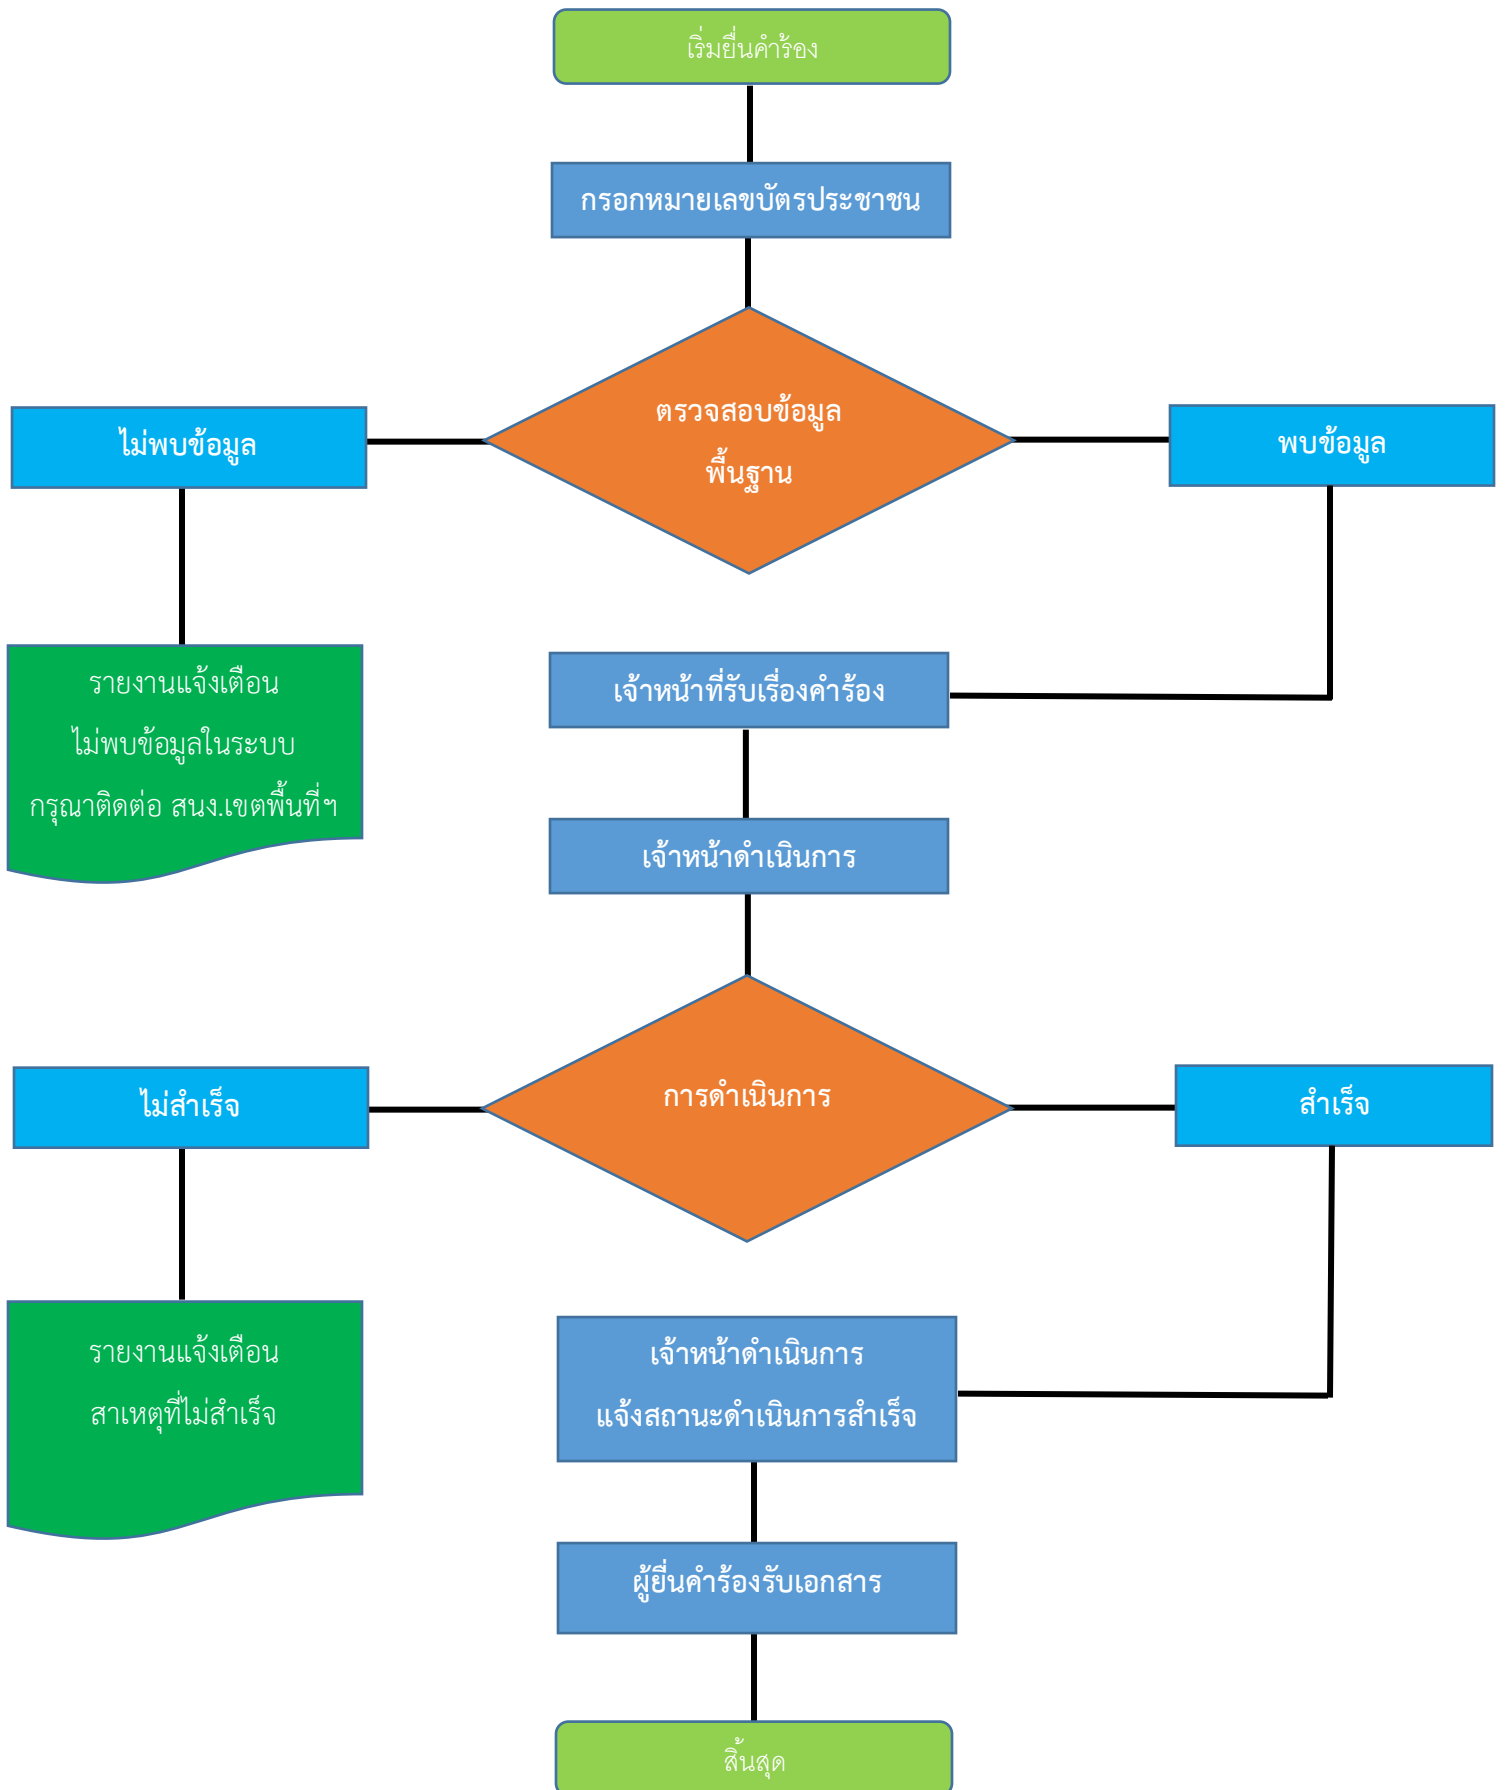 เริ่มยื่นคำร้อง
กรอกหมายเลขบัตรประชาชน
ตรวจสอบข้อมูล
พื้นฐาน
ไม่พบข้อมูล
พบข้อมูล
รายงานแจ้งเตือน
ไม่พบข้อมูลในระบบ
กรุณาติดต่อ สนง.เขตพื้นที่ฯ
เจ้าหน้าที่รับเรื่องคำร้อง
เจ้าหน้าดำเนินการ
การดำเนินการ
ไม่สำเร็จ
สำเร็จ
รายงานแจ้งเตือน
สาเหตุที่ไม่สำเร็จ
เจ้าหน้าดำเนินการ
แจ้งสถานะดำเนินการสำเร็จ
ผู้ยื่นคำร้องรับเอกสาร
สิ้นสุด